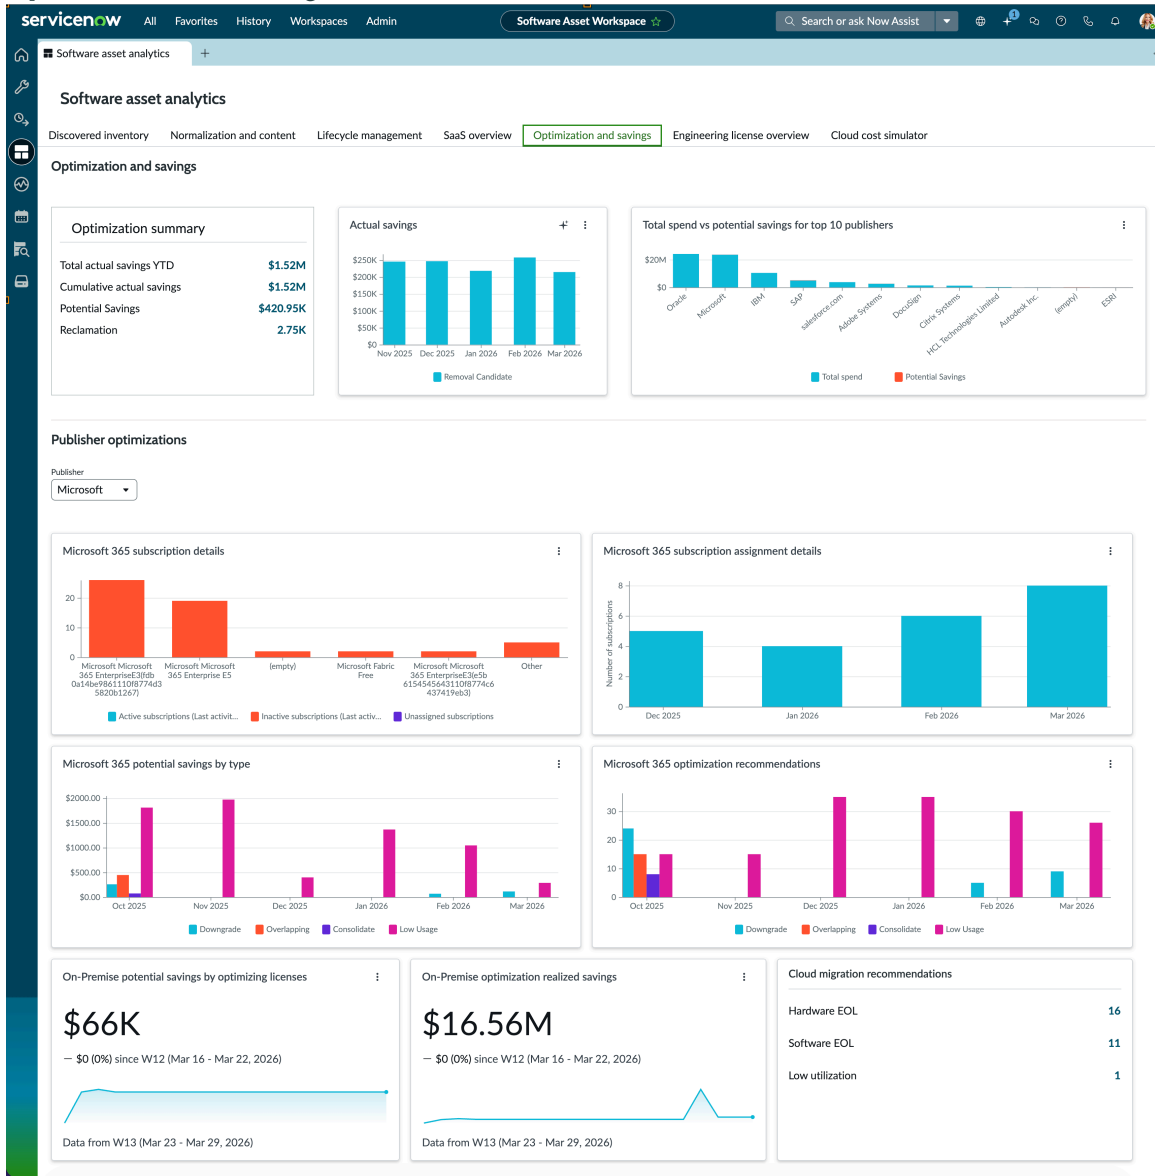 servicenow All Favorites History Workspaces Admin Software Asset Workspace Search or ask Now Assist 1
Software asset analytics
Software asset analytics
Discovered inventory Normalization and content Lifecycle management SaaS overview Optimization and savings Engineering license overview Cloud cost simulator
Optimization and savings
Optimization summary
Total actual savings YTD $1.52M
Cumulative actual savings $1.52M
Potential Savings $420.95K
Reclamation 2.75K
Actual savings
$250K
$200K
$150K
$100K
$50K
$0
Nov 2025 Dec 2025 Jan 2026 Feb 2026 Mar 2026
Removal Candidate
Total spend vs potential savings for top 10 publishers
$20M
$0
Oracle Microsoft IBM SAP salesforce.com Adobe Systems DocuSign Citrix Systems HCL Technologies Limited Autodesk Inc. (empty) ESRI
Total spend Potential Savings
Publisher optimizations
Publisher
Microsoft
Microsoft 365 subscription details
20
10
0
Microsoft Microsoft 365 EnterpriseE3(fdb 0a14be9861110f8774d3 5820b1267)
Microsoft Microsoft 365 Enterprise E5
(empty)
Microsoft Fabric Free
Microsoft Microsoft 365 EnterpriseE3(e5b 6154545643110f8774c6 437419eb3)
Other
Active subscriptions (Last activit... Inactive subscriptions (Last activ... Unassigned subscriptions
Microsoft 365 subscription assignment details
Number of subscriptions
8
6
4
2
0
Dec 2025 Jan 2026 Feb 2026 Mar 2026
Microsoft 365 potential savings by type
$2000.00
$1500.00
$1000.00
$500.00
$0.00
Oct 2025 Nov 2025 Dec 2025 Jan 2026 Feb 2026 Mar 2026
Downgrade Overlapping Consolidate Low Usage
Microsoft 365 optimization recommendations
30
20
10
0
Oct 2025 Nov 2025 Dec 2025 Jan 2026 Feb 2026 Mar 2026
Downgrade Overlapping Consolidate Low Usage
On-Premise potential savings by optimizing licenses
$66K
— $0 (0%) since W12 (Mar 16 - Mar 22, 2026)
Data from W13 (Mar 23 - Mar 29, 2026)
On-Premise optimization realized savings
$16.56M
— $0 (0%) since W12 (Mar 16 - Mar 22, 2026)
Data from W13 (Mar 23 - Mar 29, 2026)
Cloud migration recommendations
Hardware EOL 16
Software EOL 11
Low utilization 1